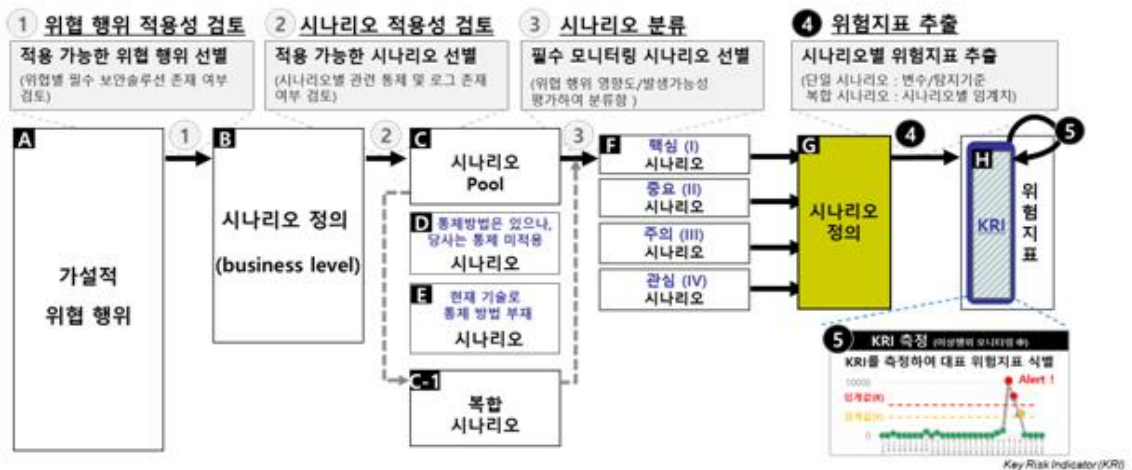 1 위협 행위 적용성 검토
적용 가능한 위협 행위 선별
(위협별 필수 보안솔루션 존재 여부
검토)
2 시나리오 적용성 검토
적용 가능한 시나리오 선별
(시나리오별 관련 통제 및 로그 존재
여부 검토)
3 시나리오 분류
필수 모니터링 시나리오 선별
(위협 행위 영향도/발생가능성
평가하여 분류함 )
4 위험지표 추출
시나리오별 위험지표 추출
(단일 시나리오 : 변수/탐지기준
복합 시나리오 : 시나리오별 임계치)
A
가설적
위협 행위
1
B
시나리오 정의
(business level)
2
C
시나리오
Pool
D 통제방법은 있으나,
당사는 통제 미적용
시나리오
E 현재 기술로
통제 방법 부재
시나리오
C-1
복합
시나리오
3
F 핵심 (I)
시나리오
중요 (II)
시나리오
주의 (III)
시나리오
관심 (IV)
시나리오
G
시나리오
정의
4
5
H
KRI
위험지표
5 KRI 측정 (이상행위 모니터링 中)
KRI를 측정하여 대표 위험지표 식별
Alert !
임계값(R)
0
Key Risk Indicator(KRI)